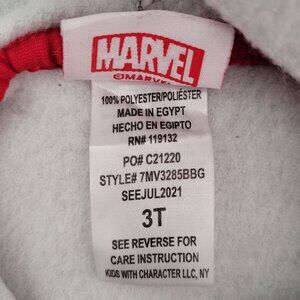 MARVEL
©MARVEL
100% POLYESTER/POLIÉSTER
MADE IN EGYPT
HECHO EN EGIPTO
RN# 119132
PO# C21220
STYLE# 7MV3285BBG
SEEJUL2021
3T
SEE REVERSE FOR
CARE INSTRUCTION
KIDS WITH CHARACTER LLC, NY